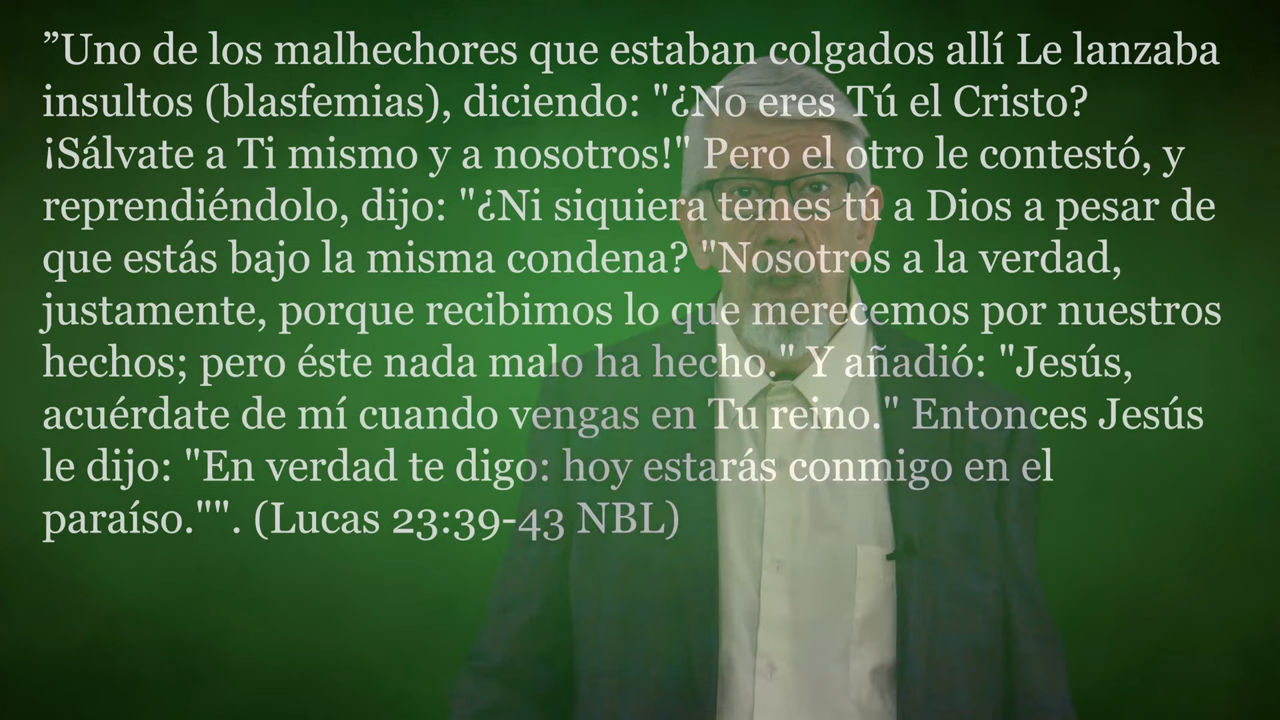 ”Uno de los malhechores que estaban colgados allí Le lanzaba
insultos (blasfemias), diciendo: "¿No eres Tú el Cristo?
¡Sálvate a Ti mismo y a nosotros!" Pero el otro le contestó, y
reprendiéndolo, dijo: "¿Ni siquiera temes tú a Dios a pesar de
que estás bajo la misma condena? "Nosotros a la verdad,
justamente, porque recibimos lo que merecemos por nuestros
hechos; pero éste nada malo ha hecho." Y añadió: "Jesús,
acuérdate de mí cuando vengas en Tu reino." Entonces Jesús
le dijo: "En verdad te digo: hoy estarás conmigo en el
paraíso."". (Lucas 23:39-43 NBL)